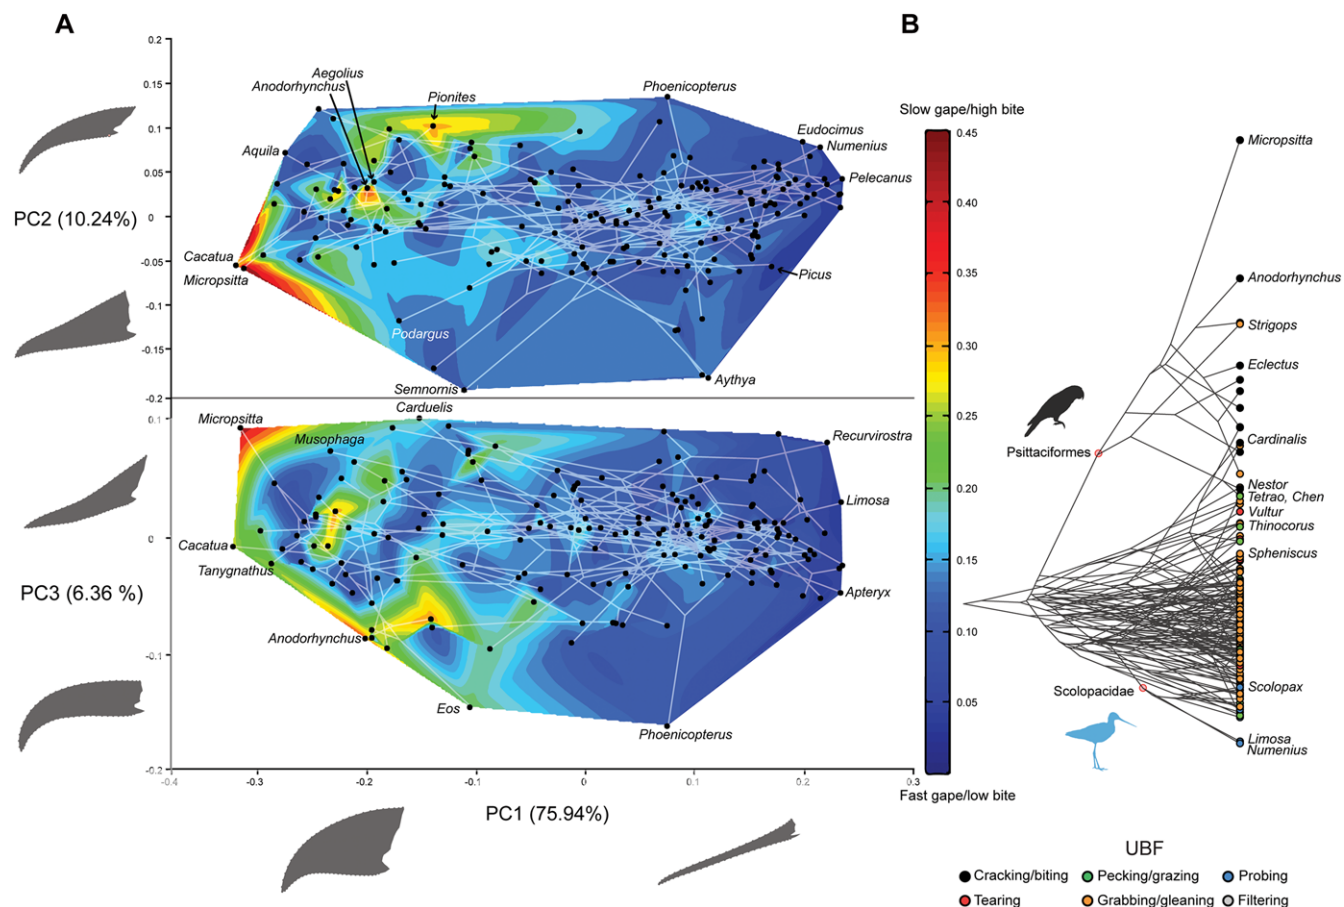 A
B
0.2
0.15
0.1
0.05
0
-0.05
-0.1
-0.15
-0.2
PC2 (10.24%)
Aegolius
Anodorhynchus
Pionites
Phoenicopterus
Aquila
Eudocimus
Numenius
Pelecanus
Cacatua
Micropsitta
Picus
Podargus
Semnornis
Aythya
0.1
0
-0.1
-0.2
PC3 (6.36 %)
Micropsitta
Carduelis
Musophaga
Recurvirostra
Limosa
Cacatua
Tanygnathus
Apteryx
Anodorhynchus
Eos
Phoenicopterus
-0.4
-0.3
-0.2
-0.1
0
0.1
0.2
0.3
PC1 (75.94%)
Slow gape/high bite
0.45
0.40
0.35
0.30
0.25
0.20
0.15
0.10
0.05
Fast gape/low bite
Micropsitta
Anodorhynchus
Strigops
Eclectus
Cardinalis
Psittaciformes
Nestor
Tetrao, Chen
Vultur
Thinocorus
Spheniscus
Scolopacidae
Scolopax
Limosa
Numenius
UBF
Cracking/biting
Pecking/grazing
Probing
Tearing
Grabbing/gleaning
Filtering